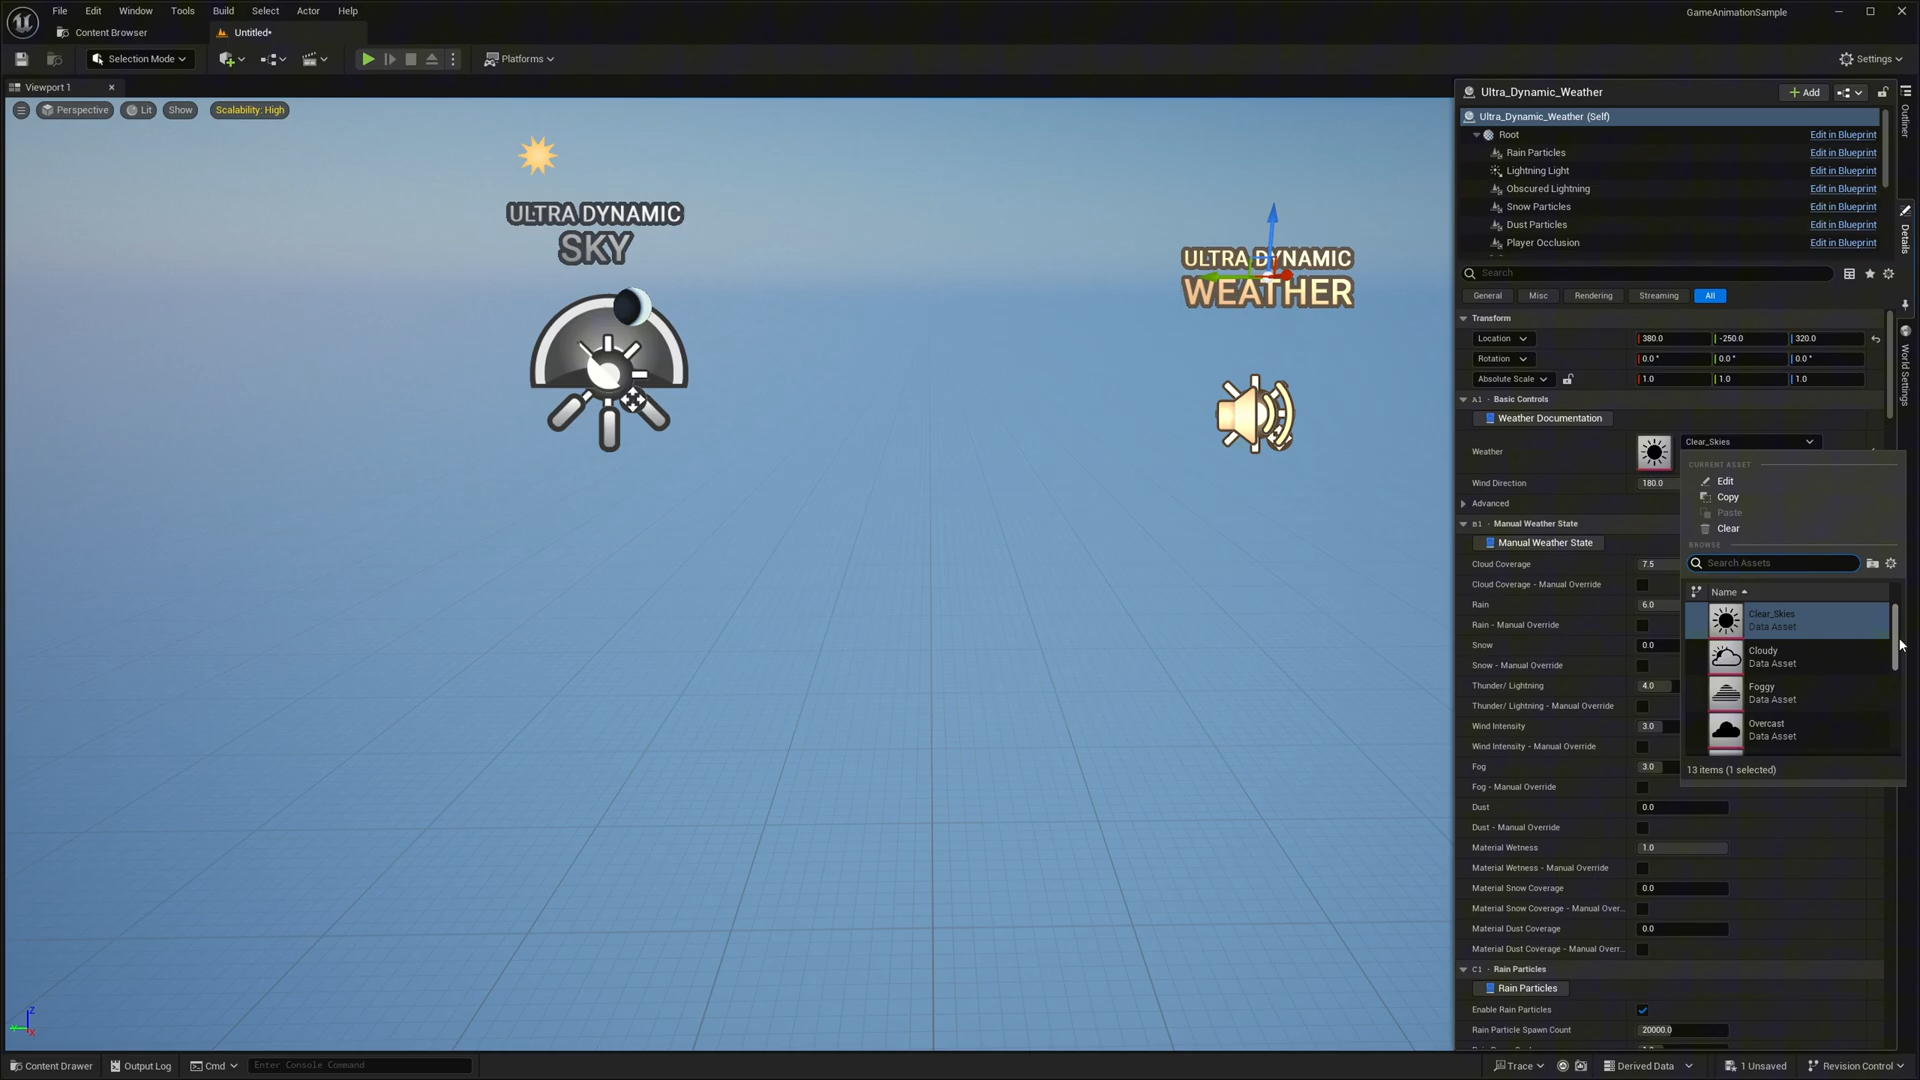 File Edit Window Tools Build Select Actor Help
GameAnimationSample
Content Browser
Untitled*
Selection Mode
Platforms
Settings
Viewport 1
Perspective Lit Show Scalability: High
ULTRA DYNAMIC
SKY
ULTRA DYNAMIC
WEATHER
Ultra_Dynamic_Weather
Add
Ultra_Dynamic_Weather (Self)
Root Edit in Blueprint
Rain Particles Edit in Blueprint
Lightning Light Edit in Blueprint
Obscured Lightning Edit in Blueprint
Snow Particles Edit in Blueprint
Dust Particles Edit in Blueprint
Player Occlusion Edit in Blueprint
Search
General Misc Rendering Streaming All
Transform
Location 380.0 -250.0 320.0
Rotation 0.0 ° 0.0 ° 0.0 °
Absolute Scale 1.0 1.0 1.0
A1 · Basic Controls
Weather Documentation
Weather
Clear_Skies
Wind Direction 180.0
Advanced
B1 · Manual Weather State
Manual Weather State
Cloud Coverage 7.5
Cloud Coverage - Manual Override
Rain 6.0
Rain - Manual Override
Snow 0.0
Snow - Manual Override
Thunder/ Lightning 4.0
Thunder/ Lightning - Manual Override
Wind Intensity 3.0
Wind Intensity - Manual Override
Fog 3.0
Fog - Manual Override
Dust 0.0
Dust - Manual Override
Material Wetness 1.0
Material Wetness - Manual Override
Material Snow Coverage 0.0
Material Snow Coverage - Manual Over...
Material Dust Coverage 0.0
Material Dust Coverage - Manual Overr...
C1 · Rain Particles
Rain Particles
Enable Rain Particles
Rain Particle Spawn Count 20000.0
CURRENT ASSET
Edit
Copy
Paste
Clear
BROWSE
Search Assets
Name
Clear_Skies
Data Asset
Cloudy
Data Asset
Foggy
Data Asset
Overcast
Data Asset
13 items (1 selected)
Outliner
Details
World Settings
Z
Y
X
Content Drawer Output Log Cmd Enter Console Command
Trace Derived Data 1 Unsaved Revision Control